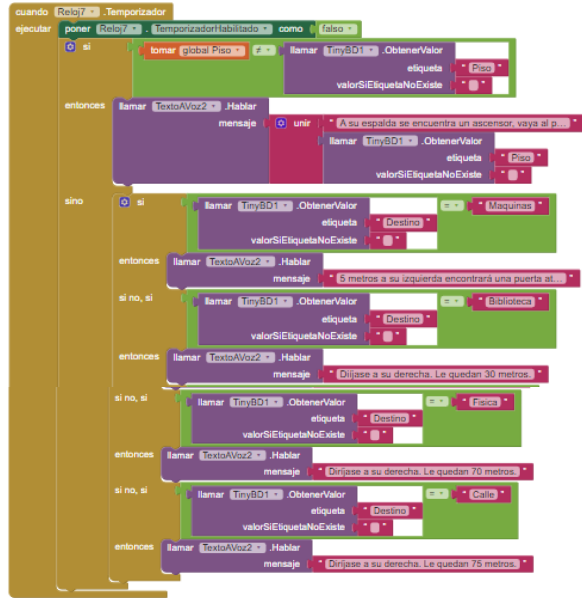 cuando Reloj7 .Temporizador
ejecutar poner Reloj7 . TemporizadorHabilitado como falso
si tomar global Piso ≠ llamar TinyBD1 .ObtenerValor
etiqueta " Piso "
valorSiEtiquetaNoExiste " "
entonces llamar TextoAVoz2 .Hablar
mensaje unir " A su espalda se encuentra un ascensor, vaya al p... "
llamar TinyBD1 .ObtenerValor
etiqueta " Piso "
valorSiEtiquetaNoExiste " "
sino si llamar TinyBD1 .ObtenerValor = " Maquinas "
etiqueta " Destino "
valorSiEtiquetaNoExiste " "
entonces llamar TextoAVoz2 .Hablar
mensaje " 5 metros a su izquierda encontrará una puerta at... "
si no, si llamar TinyBD1 .ObtenerValor = " Biblioteca "
etiqueta " Destino "
valorSiEtiquetaNoExiste " "
entonces llamar TextoAVoz2 .Hablar
mensaje " Diíjase a su derecha. Le quedan 30 metros. "
si no, si llamar TinyBD1 .ObtenerValor = " Fisica "
etiqueta " Destino "
valorSiEtiquetaNoExiste " "
entonces llamar TextoAVoz2 .Hablar
mensaje " Diríjase a su derecha. Le quedan 70 metros. "
si no, si llamar TinyBD1 .ObtenerValor = " Calle "
etiqueta " Destino "
valorSiEtiquetaNoExiste " "
entonces llamar TextoAVoz2 .Hablar
mensaje " Diríjase a su derecha. Le quedan 75 metros. "